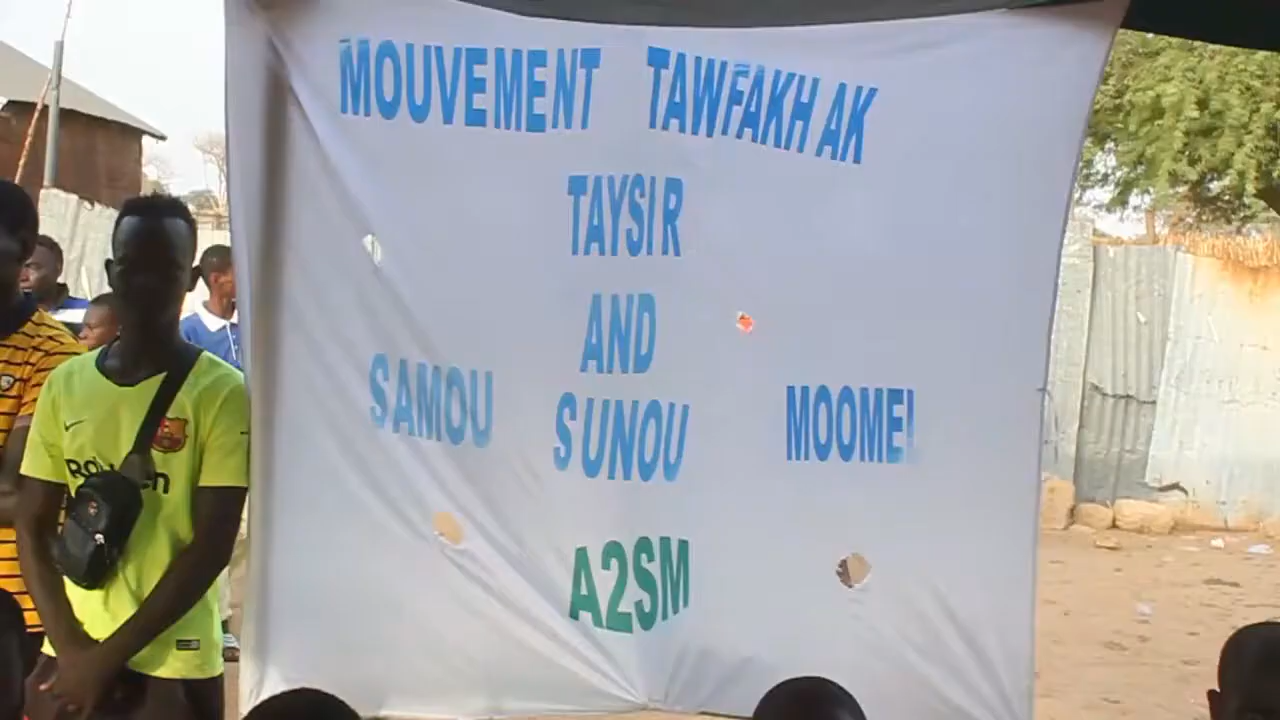 MOUVEMENT TAWFAKH AK
TAYSIR
AND
SAMOU SUNOU MOOMEL
A2SM